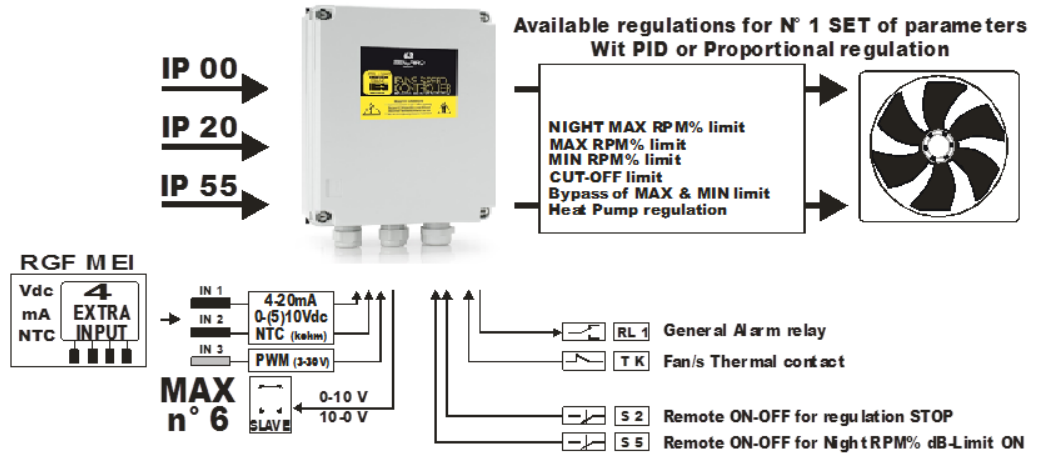 Available regulations for N° 1 SET of parameters
Wit PID or Proportional regulation
IP 00
IP 20
IP 55
FANS SPEED
CONTROLLER
NIGHT MAX RPM% limit
MAX RPM% limit
MIN RPM% limit
CUT-OFF limit
Bypass of MAX & MIN limit
Heat Pump regulation
RGF MEI
Vdc
mA
NTC
4
EXTRA
INPUT
IN 1
IN 2
IN 3
4-20mA
0-(5)10Vdc
NTC (kohm)
PWM (3-30V)
MAX
n° 6
SLAVE
0-10 V
10-0 V
RL 1 General Alarm relay
T K Fan/s Thermal contact
S 2 Remote ON-OFF for regulation STOP
S 5 Remote ON-OFF for Night RPM% dB-Limit ON